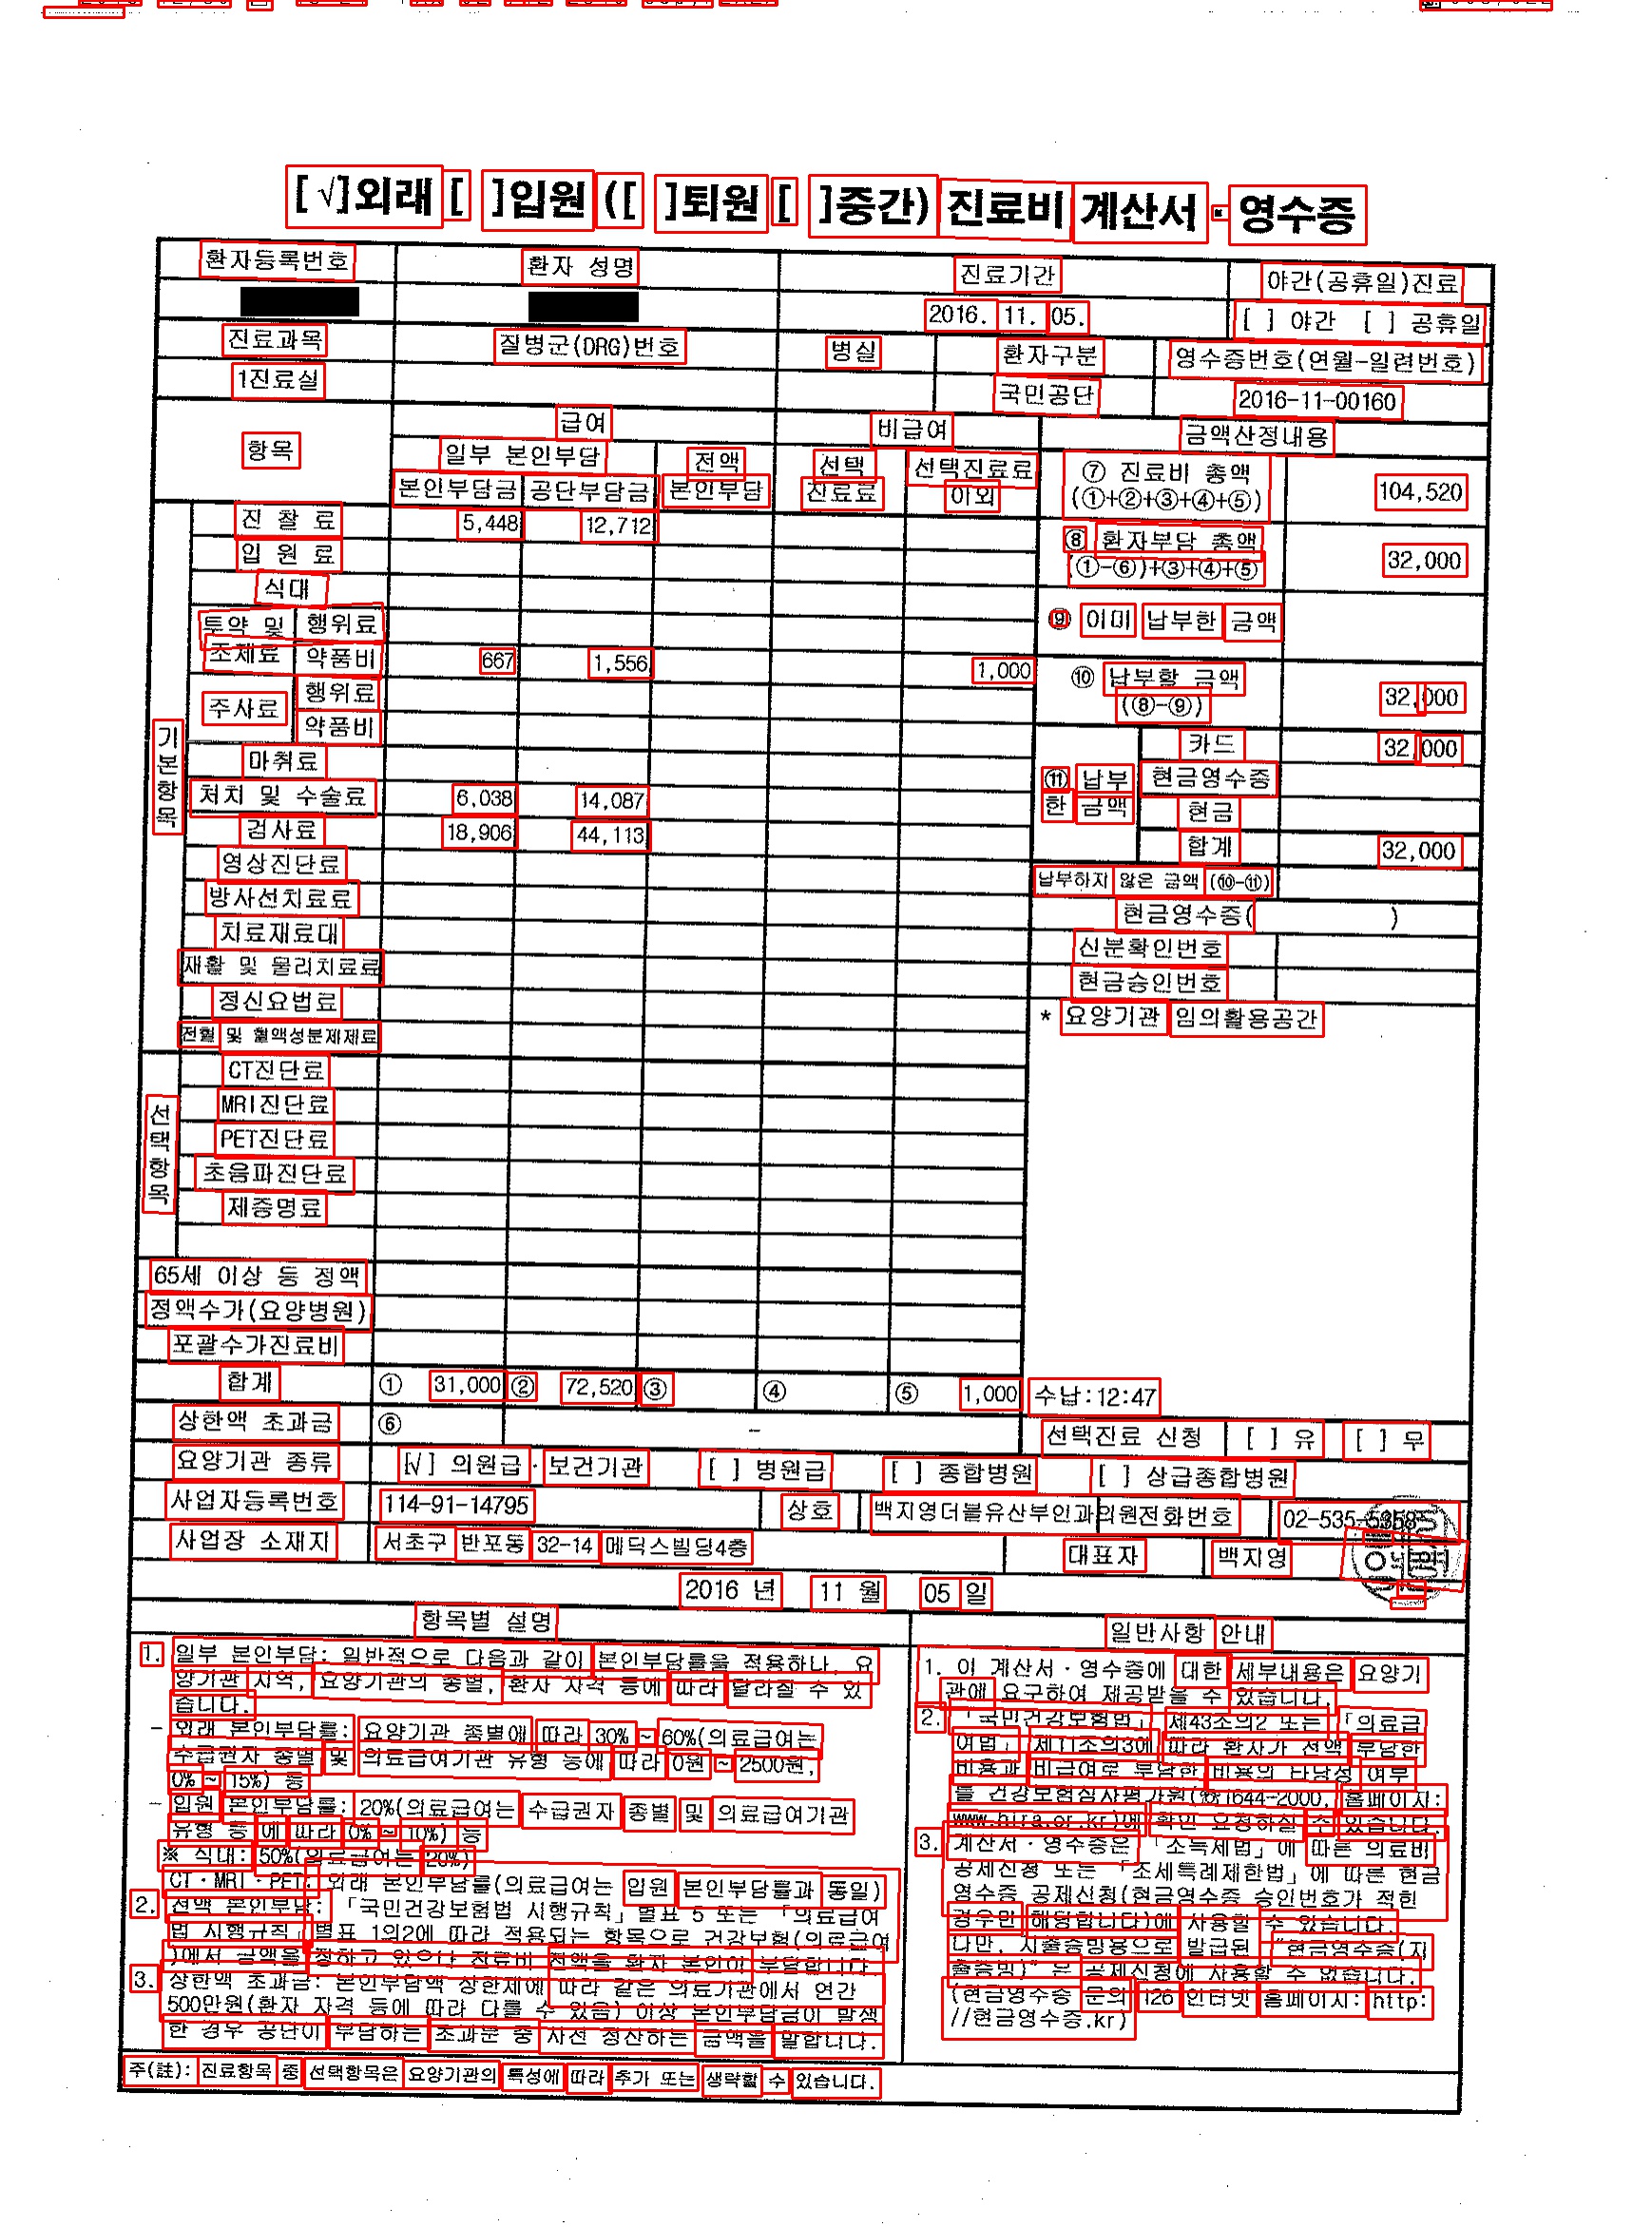 [ √]외래 [ ]입원 ([ ]퇴원 [ ]중간) 진료비 계산서 · 영수증
환자등록번호 환자 성명 진료기간 야간(공휴일)진료
2016. 11. 05. [ ] 야간 [ ] 공휴일
진료과목 질병군(DRG)번호 병실 환자구분 영수증번호(연월-일련번호)
1진료실 국민공단 2016-11-00160
항목 급여 비급여 금액산정내용
일부 본인부담 전액 본인부담 선택 진료료 선택진료료 이외
본인부담금 공단부담금
⑦ 진료비 총액 (①+②+③+④+⑤) 104,520
기본항목
진 찰 료 5,448 12,712
⑧ 환자부담 총액 (①-⑥)+③+④+⑤ 32,000
입 원 료
식대
⑨ 이미 납부한 금액
투약 및 조제료 행위료
약품비 667 1,556 1,000
⑩ 납부할 금액 (⑧-⑨) 32,000
주사료 행위료
약품비
⑪ 납부한 금액 카드 32,000
마취료
현금영수증
처치 및 수술료 6,038 14,087
현금
검사료 18,906 44,113
합계 32,000
영상진단료
납부하지 않은 금액 (⑩-⑪)
방사선치료료
현금영수증( )
치료재료대
신분확인번호
재활 및 물리치료료
현금승인번호
정신요법료
* 요양기관 임의활용공간
전혈 및 혈액성분제제료
선택항목
CT진단료
MRI진단료
PET진단료
초음파진단료
제증명료
65세 이상 등 정액
정액수가(요양병원)
포괄수가진료비
합계 ① 31,000 ② 72,520 ③ ④ ⑤ 1,000 수납:12:47
상한액 초과금 ⑥ - 선택진료 신청 [ ] 유 [ ] 무
요양기관 종류 [√] 의원급 · 보건기관 [ ] 병원급 [ ] 종합병원 [ ] 상급종합병원
사업자등록번호 114-91-14795 상호 백지영더블유산부인과의원 전화번호 02-535-5358
사업장 소재지 서초구 반포동 32-14 메덕스빌딩4층 대표자 백지영
2016 년 11 월 05 일
항목별 설명
1. 일부 본인부담: 일반적으로 다음과 같이 본인부담률을 적용하나, 요
양기관 지역, 요양기관의 종별, 환자 자격 등에 따라 달라질 수 있
습니다.
- 외래 본인부담률: 요양기관 종별에 따라 30% ~ 60%(의료급여는
수급권자 종별 및 의료급여기관 유형 등에 따라 0원 ~ 2500원,
0% ~ 15%) 등
- 입원 본인부담률: 20%(의료급여는 수급권자 종별 및 의료급여기관
유형 등에 따라 0% ~ 10%) 등
※ 식대: 50%(의료급여는 20%)
CT · MRI · PET: 외래 본인부담률(의료급여는 입원 본인부담률과 동일)
2. 전액 본인부담: 「국민건강보험법 시행규칙」 별표 5 또는 「의료급여
법 시행규칙」 별표 1의2에 따라 적용되는 항목으로 건강보험(의료급여
)에서 금액을 정하고 있으나 진료비 전액을 환자 본인이 부담합니다
3. 상한액 초과금: 본인부담액 상한제에 따라 같은 의료기관에서 연간
500만원(환자 자격 등에 따라 다를 수 있음) 이상 본인부담금이 발생
한 경우 공단이 부담하는 초과분 중 사전 정산하는 금액을 말합니다.
일반사항 안내
1. 이 계산서 · 영수증에 대한 세부내용은 요양기
관에 요구하여 제공받을 수 있습니다.
2. 「국민건강보험법」 제43조의2 또는 「의료급
여법」 제11조의3에 따라 환자가 전액 부담한
비용과 비급여로 부담한 비용의 타당성 여부
를 건강보험심사평가원(☏1644-2000, 홈페이지:
www.hira.or.kr)에 확인 요청하실 수 있습니다.
3. 계산서 · 영수증은 「소득세법」에 따른 의료비
공제신청 또는 「조세특례제한법」에 따른 현금
영수증 공제신청(현금영수증 승인번호가 적힌
경우만 해당합니다)에 사용할 수 있습니다.
다만, 지출증빙용으로 발급된 "현금영수증(지
출증빙)"은 공제신청에 사용할 수 없습니다.
(현금영수증 문의 126 인터넷 홈페이지: http:
//현금영수증.kr)
주(註): 진료항목 중 선택항목은 요양기관의 특성에 따라 추가 또는 생략할 수 있습니다.